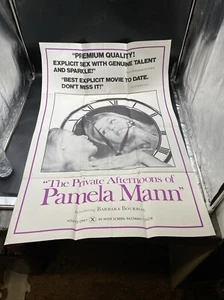 "PREMIUM QUALITY!
EXPLICIT SEX WITH GENUINE TALENT
AND SPARKLE!"
"BEST EXPLICIT MOVIE TO DATE.
DON'T MISS IT!"
"The Private Afternoons of
Pamela Mann"
BARBARA BOURBON
X